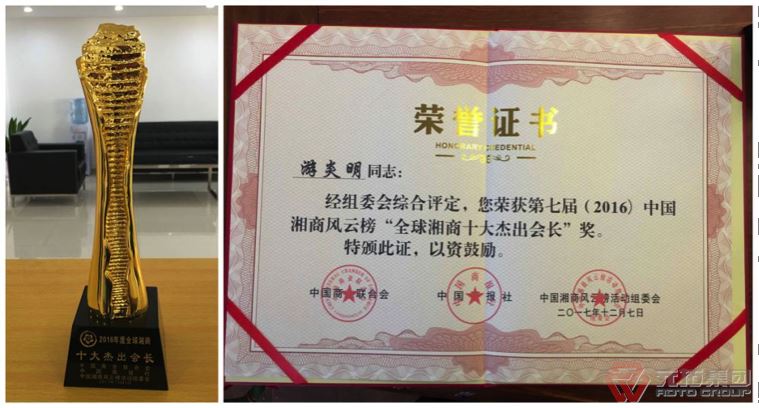 2016年度全球湘商
十大杰出会长
荣誉证书
HONORARY CREDENTIAL
游炎明同志：
经组委会综合评定，您荣获第七届（2016）中国
湘商风云榜“全球湘商十大杰出会长”奖。
特颁此证，以资鼓励。
中国商 联合会
中国 报社
中国湘商风云榜活动组委会
二〇一七年十二月七日
元拓集团
ADTO GROUP